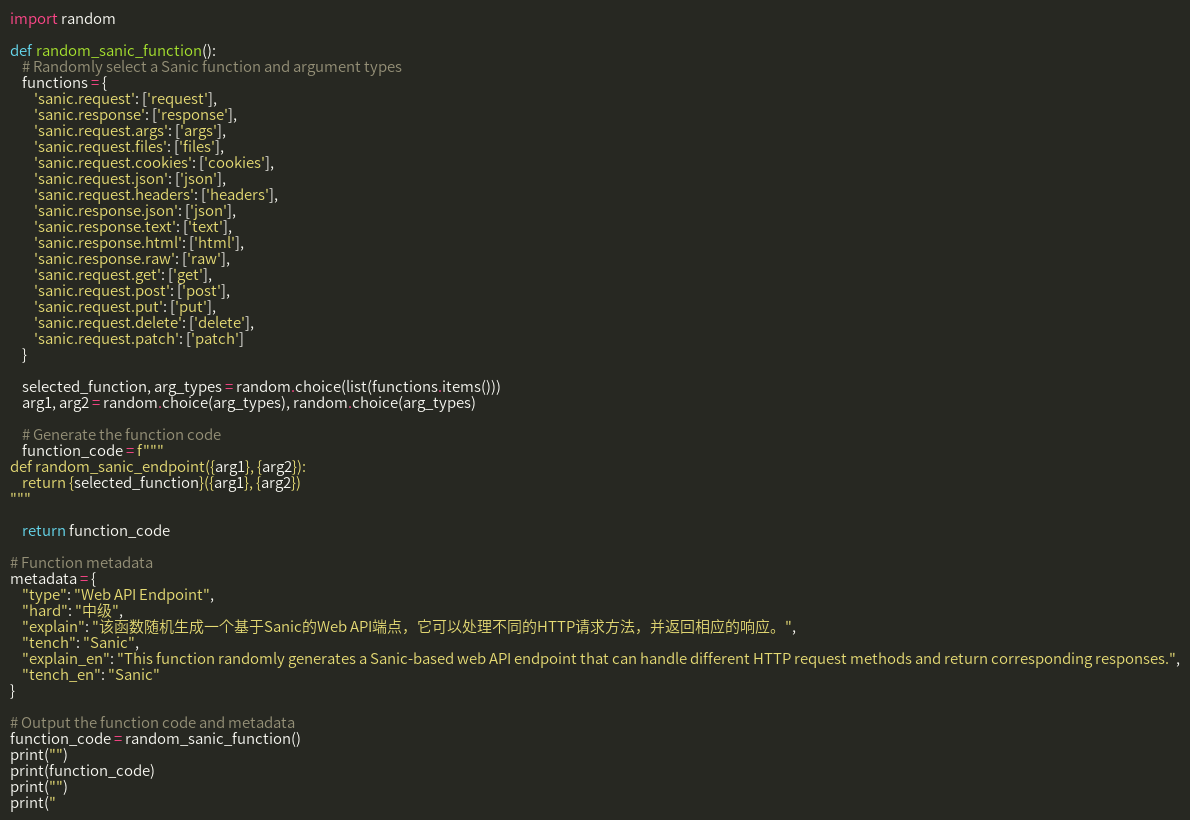 import random

def random_sanic_function():
    # Randomly select a Sanic function and argument types
    functions = {
        'sanic.request': ['request'],
        'sanic.response': ['response'],
        'sanic.request.args': ['args'],
        'sanic.request.files': ['files'],
        'sanic.request.cookies': ['cookies'],
        'sanic.request.json': ['json'],
        'sanic.request.headers': ['headers'],
        'sanic.response.json': ['json'],
        'sanic.response.text': ['text'],
        'sanic.response.html': ['html'],
        'sanic.response.raw': ['raw'],
        'sanic.request.get': ['get'],
        'sanic.request.post': ['post'],
        'sanic.request.put': ['put'],
        'sanic.request.delete': ['delete'],
        'sanic.request.patch': ['patch']
    }

    selected_function, arg_types = random.choice(list(functions.items()))
    arg1, arg2 = random.choice(arg_types), random.choice(arg_types)

    # Generate the function code
    function_code = f"""
def random_sanic_endpoint({arg1}, {arg2}):
    return {selected_function}({arg1}, {arg2})
"""

    return function_code

# Function metadata
metadata = {
    "type": "Web API Endpoint",
    "hard": "中级",
    "explain": "该函数随机生成一个基于Sanic的Web API端点，它可以处理不同的HTTP请求方法，并返回相应的响应。",
    "tench": "Sanic",
    "explain_en": "This function randomly generates a Sanic-based web API endpoint that can handle different HTTP request methods and return corresponding responses.",
    "tench_en": "Sanic"
}

# Output the function code and metadata
function_code = random_sanic_function()
print("")
print(function_code)
print("")
print("